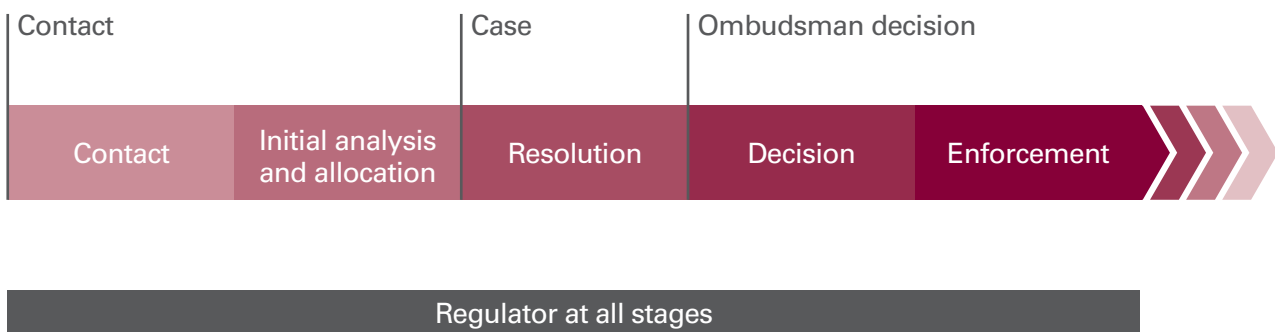 Contact
Case
Ombudsman decision
Contact
Initial analysis
and allocation
Resolution
Decision
Enforcement
Regulator at all stages